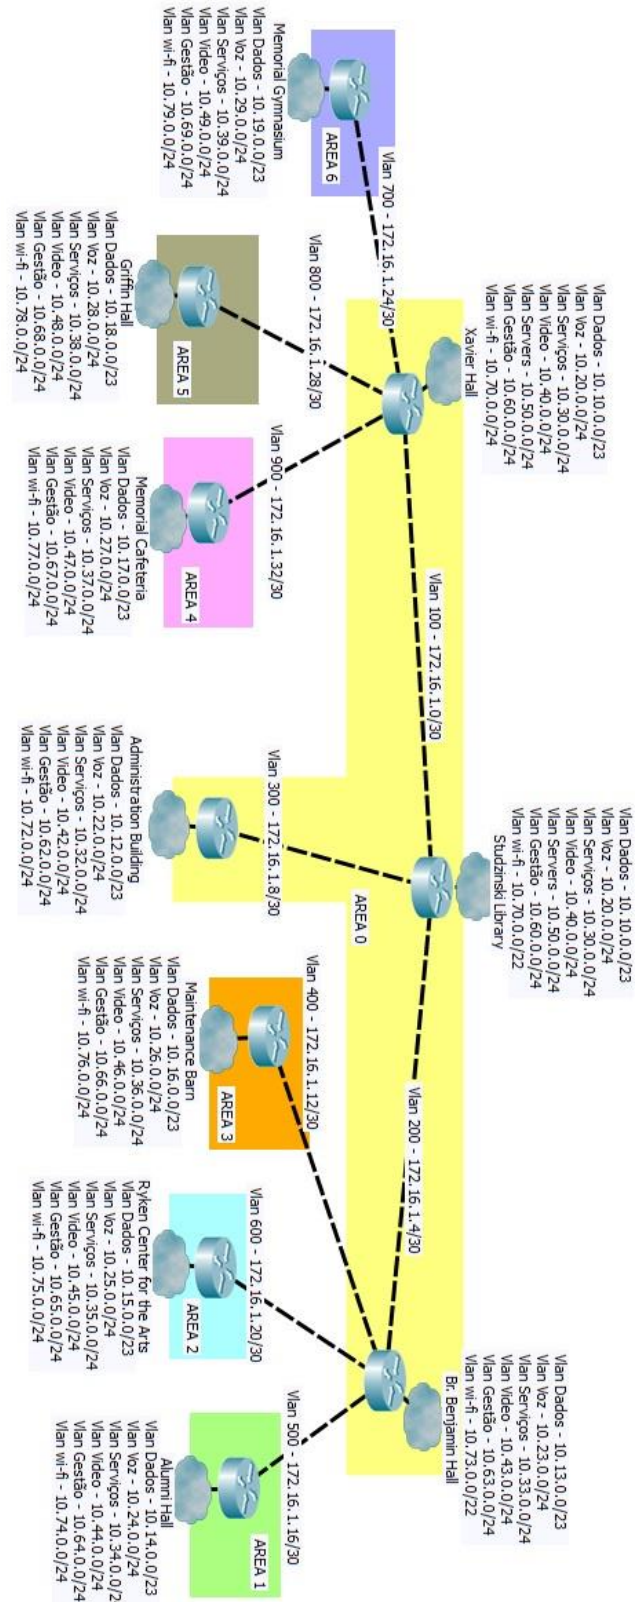 Vlan Dados - 10.10.0.0/23
Vlan Voz - 10.20.0.0/24
Vlan Serviços - 10.30.0.0/24
Vlan Video - 10.40.0.0/24
Vlan Servers - 10.50.0.0/24
Vlan Gestão - 10.60.0.0/24
Vlan wi-fi - 10.70.0.0/24
Xavier Hall
Vlan Dados - 10.10.0.0/23
Vlan Voz - 10.20.0.0/24
Vlan Serviços - 10.30.0.0/24
Vlan Video - 10.40.0.0/24
Vlan Servers - 10.50.0.0/24
Vlan Gestão - 10.60.0.0/24
Vlan wi-fi - 10.70.0.0/22
Studzinski Library
Vlan Dados - 10.13.0.0/23
Vlan Voz - 10.23.0.0/24
Vlan Serviços - 10.33.0.0/24
Vlan Video - 10.43.0.0/24
Vlan Gestão - 10.63.0.0/24
Vlan wi-fi - 10.73.0.0/22
Br. Benjamin Hall
Vlan 100 - 172.16.1.0/30
Vlan 200 - 172.16.1.4/30
Vlan 700 - 172.16.1.24/30
Vlan 800 - 172.16.1.28/30
Vlan 900 - 172.16.1.32/30
Vlan 300 - 172.16.1.8/30
AREA 0
Vlan 400 - 172.16.1.12/30
Vlan 600 - 172.16.1.20/30
Vlan 500 - 172.16.1.16/30
AREA 6
Memorial Gymnasium
Vlan Dados - 10.19.0.0/23
Vlan Voz - 10.29.0.0/24
Vlan Serviços - 10.39.0.0/24
Vlan Video - 10.49.0.0/24
Vlan Gestão - 10.69.0.0/24
Vlan wi-fi - 10.79.0.0/24
AREA 5
Griffin Hall
Vlan Dados - 10.18.0.0/23
Vlan Voz - 10.28.0.0/24
Vlan Serviços - 10.38.0.0/24
Vlan Video - 10.48.0.0/24
Vlan Gestão - 10.68.0.0/24
Vlan wi-fi - 10.78.0.0/24
AREA 4
Memorial Cafeteria
Vlan Dados - 10.17.0.0/23
Vlan Voz - 10.27.0.0/24
Vlan Serviços - 10.37.0.0/24
Vlan Video - 10.47.0.0/24
Vlan Gestão - 10.67.0.0/24
Vlan wi-fi - 10.77.0.0/24
Administration Building
Vlan Dados - 10.12.0.0/23
Vlan Voz - 10.22.0.0/24
Vlan Serviços - 10.32.0.0/24
Vlan Video - 10.42.0.0/24
Vlan Gestão - 10.62.0.0/24
Vlan wi-fi - 10.72.0.0/24
AREA 3
Maintenance Barn
Vlan Dados - 10.16.0.0/23
Vlan Voz - 10.26.0.0/24
Vlan Serviços - 10.36.0.0/24
Vlan Video - 10.46.0.0/24
Vlan Gestão - 10.66.0.0/24
Vlan wi-fi - 10.76.0.0/24
AREA 2
Ryken Center for the Arts
Vlan Dados - 10.15.0.0/23
Vlan Voz - 10.25.0.0/24
Vlan Serviços - 10.35.0.0/24
Vlan Video - 10.45.0.0/24
Vlan Gestão - 10.65.0.0/24
Vlan wi-fi - 10.75.0.0/24
AREA 1
Alumni Hall
Vlan Dados - 10.14.0.0/23
Vlan Voz - 10.24.0.0/24
Vlan Serviços - 10.34.0.0/2
Vlan Video - 10.44.0.0/24
Vlan Gestão - 10.64.0.0/24
Vlan wi-fi - 10.74.0.0/24